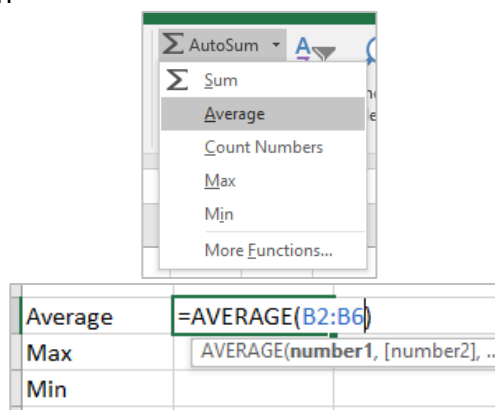 Σ AutoSum
Σ Sum
Average
Count Numbers
Max
Min
More Functions...
Average =AVERAGE(B2:B6)
Max AVERAGE(number1, [number2], ..
Min